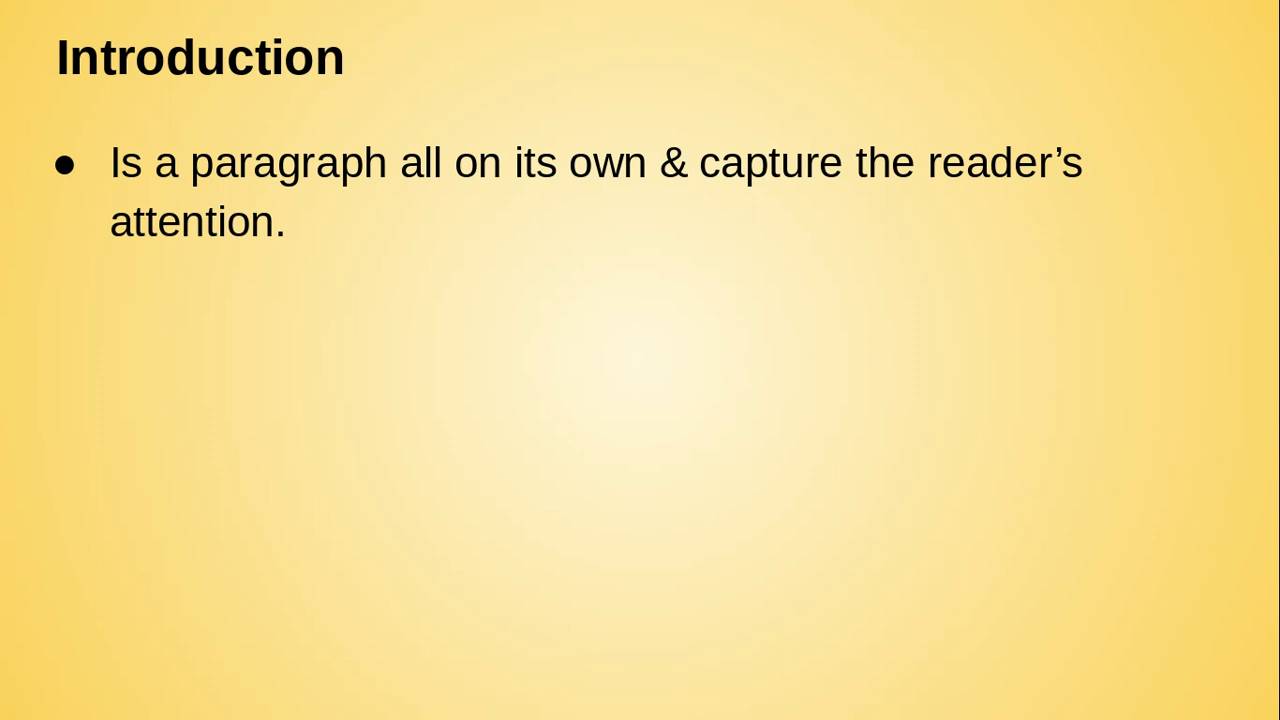 Introduction
● Is a paragraph all on its own & capture the reader’s
attention.